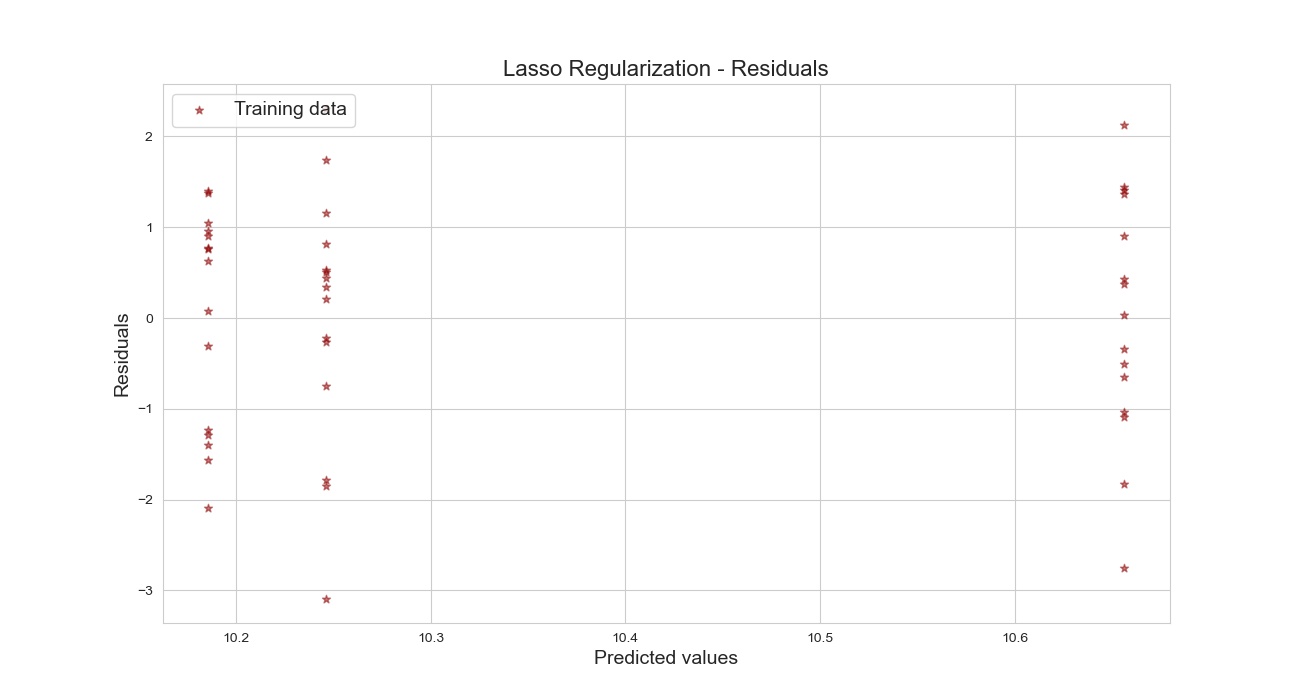 Lasso Regularization - Residuals
Training data
2
1
0
−1
−2
−3
Residuals
10.2 10.3 10.4 10.5 10.6
Predicted values